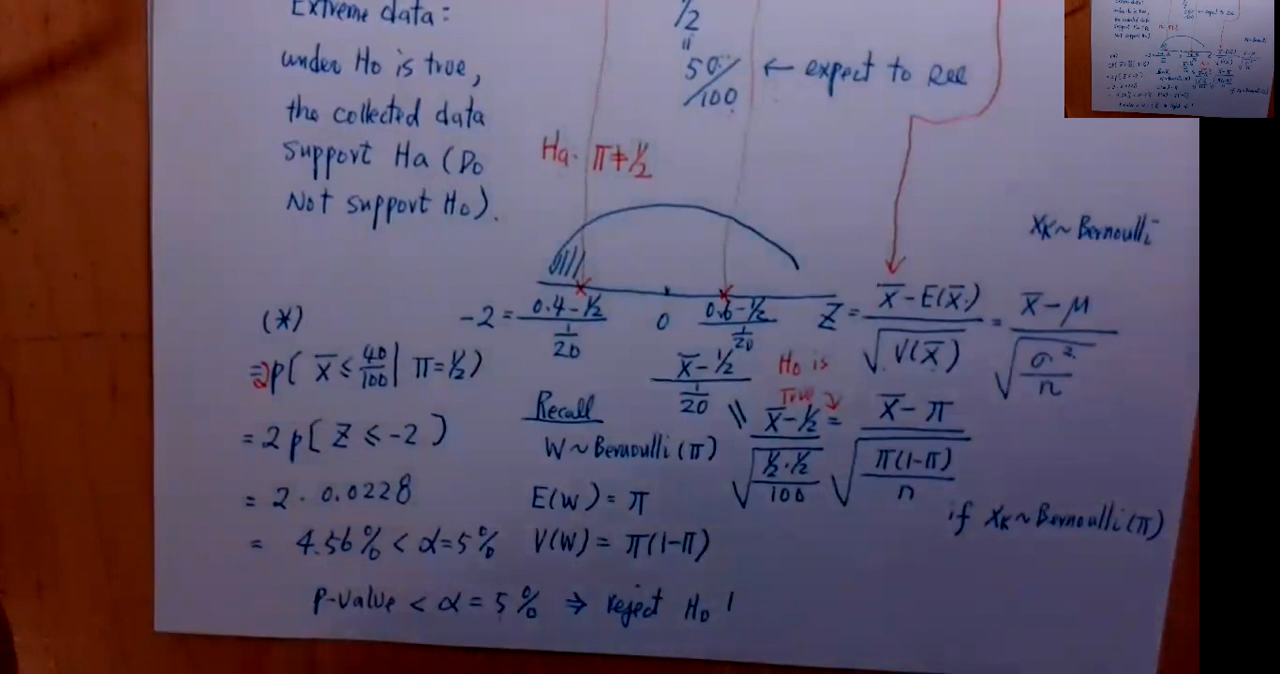 Extreme data:
under Ho is true,
the collected data
support Ha (Do
Not support Ho).
1/2
"
50/100 ← expect to see
Ha: π ≠ 1/2
Xk ~ Bernoulli
-2 = (0.4 - 1/2) / (1/20)
0
(0.6 - 1/2) / (1/20)
Z = (X̄ - E(X̄)) / √V(X̄) = (X̄ - μ) / √(σ²/n)
(X̄ - 1/2) / (1/20)
Ho is
True
\\ (X̄ - 1/2) / √(1/2 · 1/2 / 100) = (X̄ - π) / √(π(1-π) / n)
if Xk ~ Bernoulli(π)
(*)
= 2p( X̄ ≤ 40/100 | π = 1/2 )
= 2p( Z ≤ -2 )
= 2 · 0.0228
= 4.56% < α = 5%
p-value < α = 5% ⇒ reject Ho !
Recall
W ~ Bernoulli (π)
E(W) = π
V(W) = π(1-π)